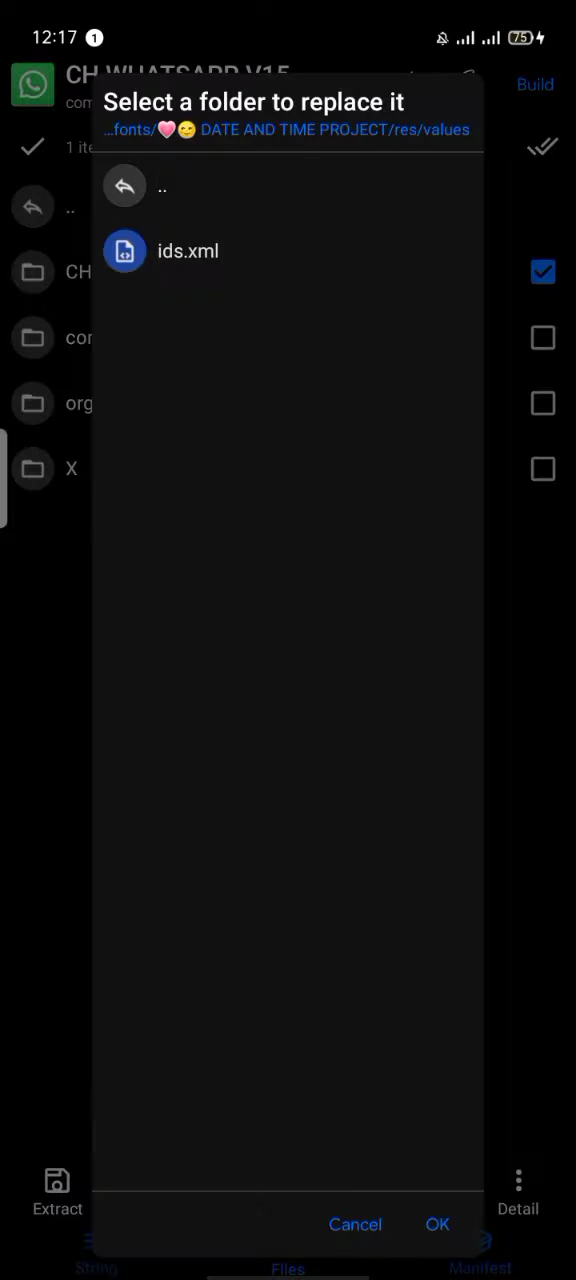 12:17 1 75
CH WHATSAPP V15
Build
com
Select a folder to replace it
...fonts/💗😋 DATE AND TIME PROJECT/res/values
1 ite
..
..
ids.xml
CH
com
org
X
Extract
Cancel
OK
Detail
String
Files
Manifest